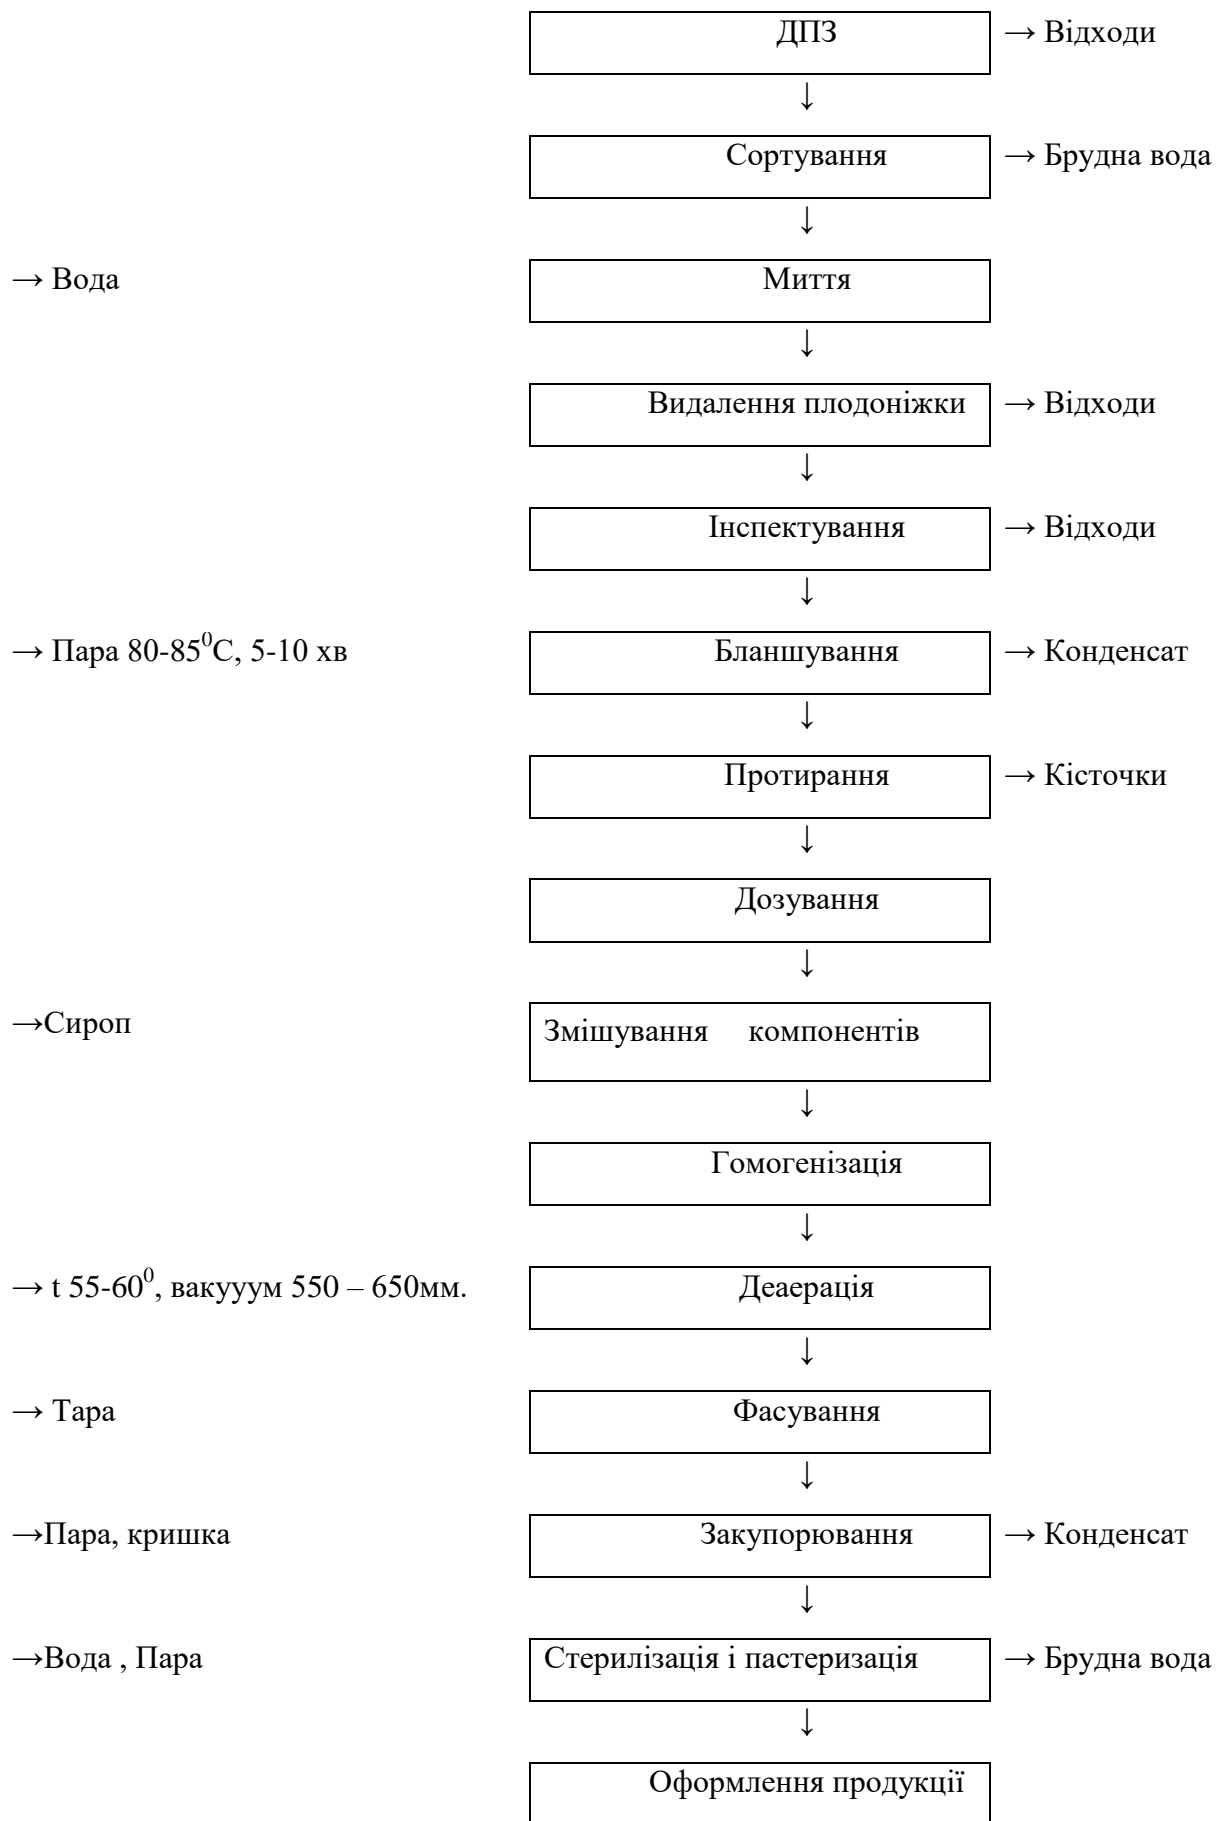 ДПЗ → Відходи
↓
Сортування → Брудна вода
↓
→ Вода Миття
↓
Видалення плодоніжки → Відходи
↓
Інспектування → Відходи
↓
→ Пара 80-85⁰С, 5-10 хв Бланшування → Конденсат
↓
Протирання → Кісточки
↓
Дозування
↓
→Сироп Змішування компонентів
↓
Гомогенізація
↓
→ t 55-60⁰, вакууум 550 – 650мм. Деаерація
↓
→ Тара Фасування
↓
→Пара, кришка Закупорювання → Конденсат
↓
→Вода , Пара Стерилізація і пастеризація → Брудна вода
↓
Оформлення продукції